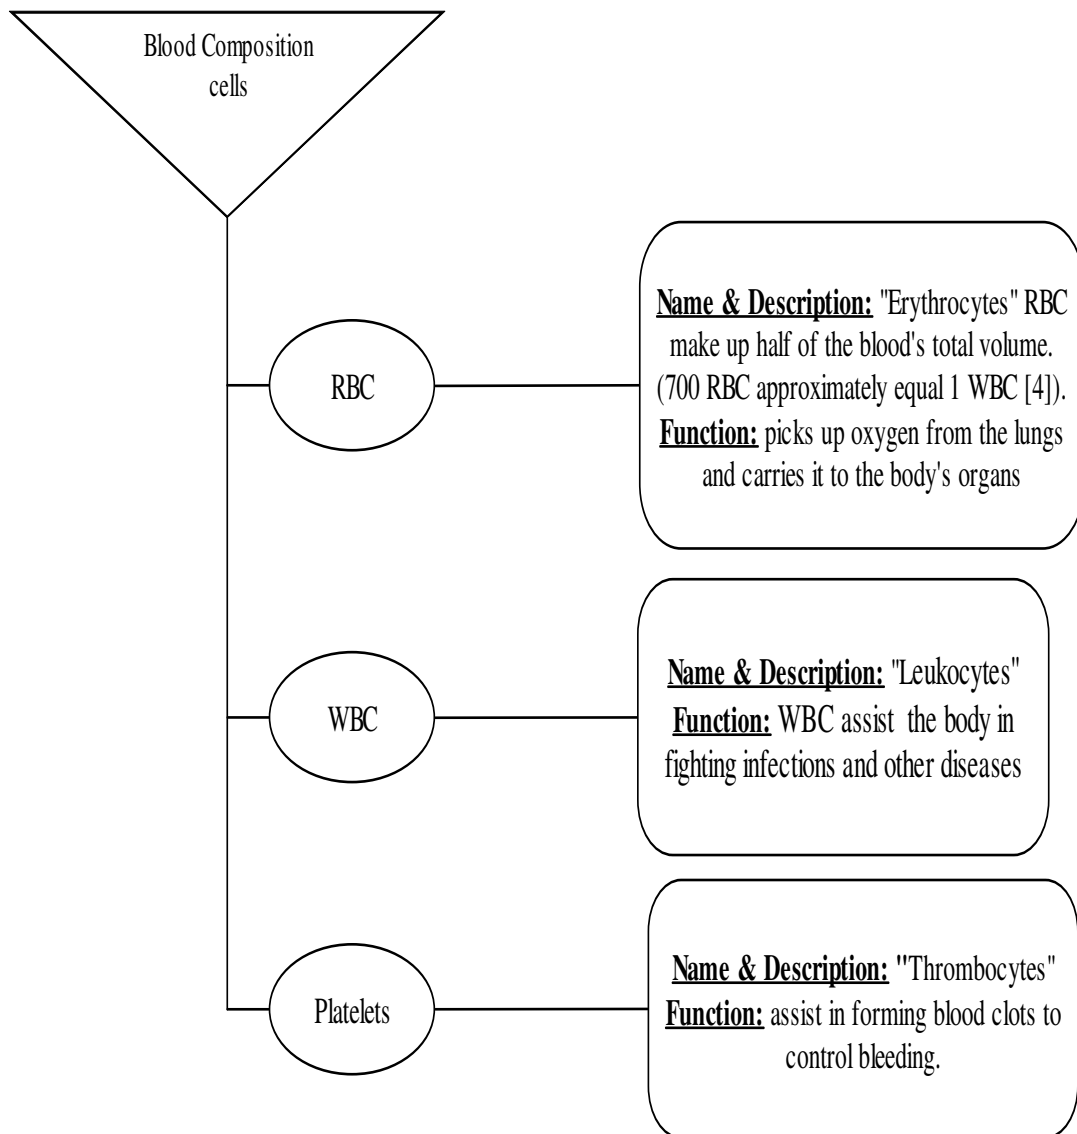 Blood Composition
cells
RBC
Name & Description: "Erythrocytes" RBC
make up half of the blood's total volume.
(700 RBC approximately equal 1 WBC [4]).
Function: picks up oxygen from the lungs
and carries it to the body's organs
WBC
Name & Description: "Leukocytes"
Function: WBC assist the body in
fighting infections and other diseases
Platelets
Name & Description: "Thrombocytes"
Function: assist in forming blood clots to
control bleeding.